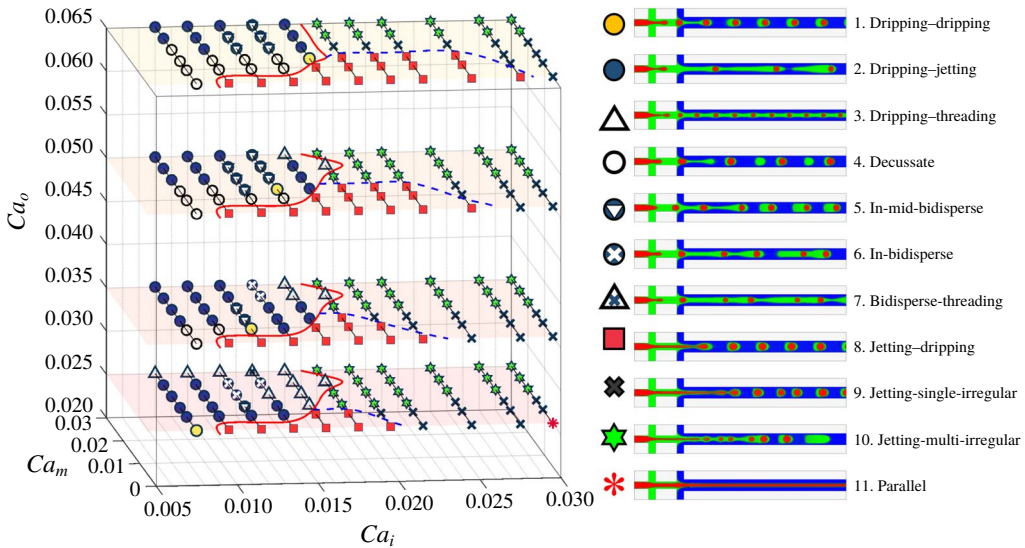 0.065
0.060
0.055
0.050
0.045
0.040
0.035
0.030
0.025
0.020
Ca_o
0.03
0.02
0.01
0
Ca_m
0.005
0.010
0.015
0.020
0.025
0.030
Ca_i
1. Dripping–dripping
2. Dripping–jetting
3. Dripping–threading
4. Decussate
5. In-mid-bidisperse
6. In-bidisperse
7. Bidisperse-threading
8. Jetting–dripping
9. Jetting-single-irregular
10. Jetting-multi-irregular
11. Parallel